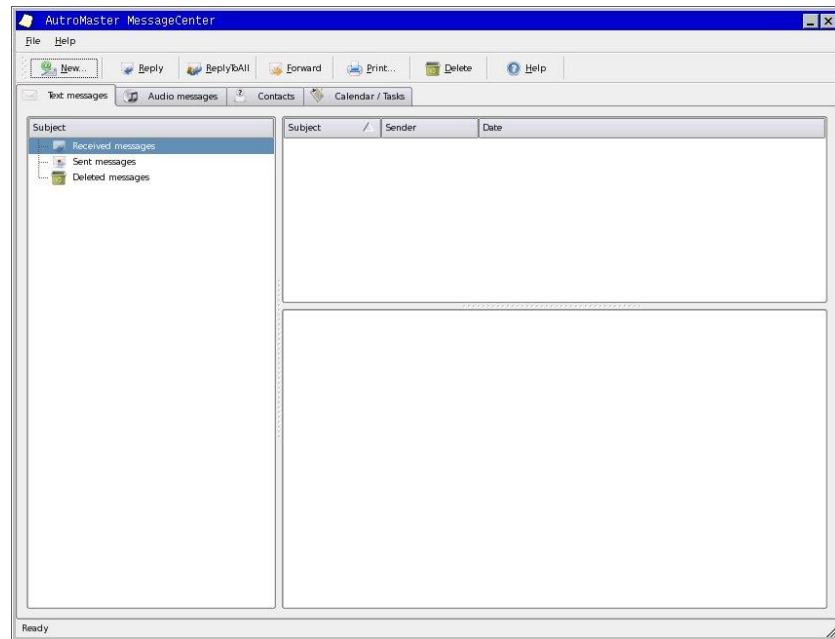 AutroMaster MessageCenter
File Help
New... Reply ReplyToAll Forward Print... Delete Help
Text messages Audio messages Contacts Calendar / Tasks
Subject
Received messages
Sent messages
Deleted messages
Subject Sender Date
Ready